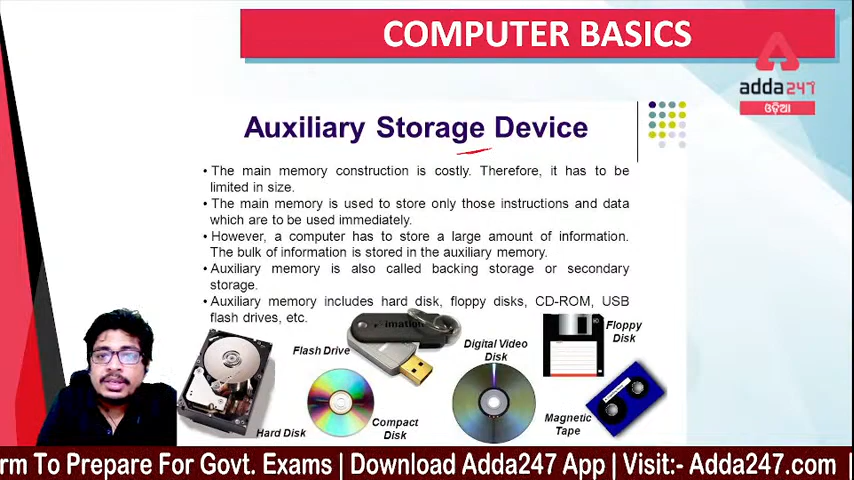 COMPUTER BASICS
adda247
ଓଡ଼ିଆ
Auxiliary Storage Device
• The main memory construction is costly. Therefore, it has to be
limited in size.
• The main memory is used to store only those instructions and data
which are to be used immediately.
• However, a computer has to store a large amount of information.
The bulk of information is stored in the auxiliary memory.
• Auxiliary memory is also called backing storage or secondary
storage.
• Auxiliary memory includes hard disk, floppy disks, CD-ROM, USB
flash drives, etc.
Flash Drive
Digital Video
Disk
Floppy
Disk
Hard Disk
Compact
Disk
Magnetic
Tape
rm To Prepare For Govt. Exams | Download Adda247 App | Visit:- Adda247.com |